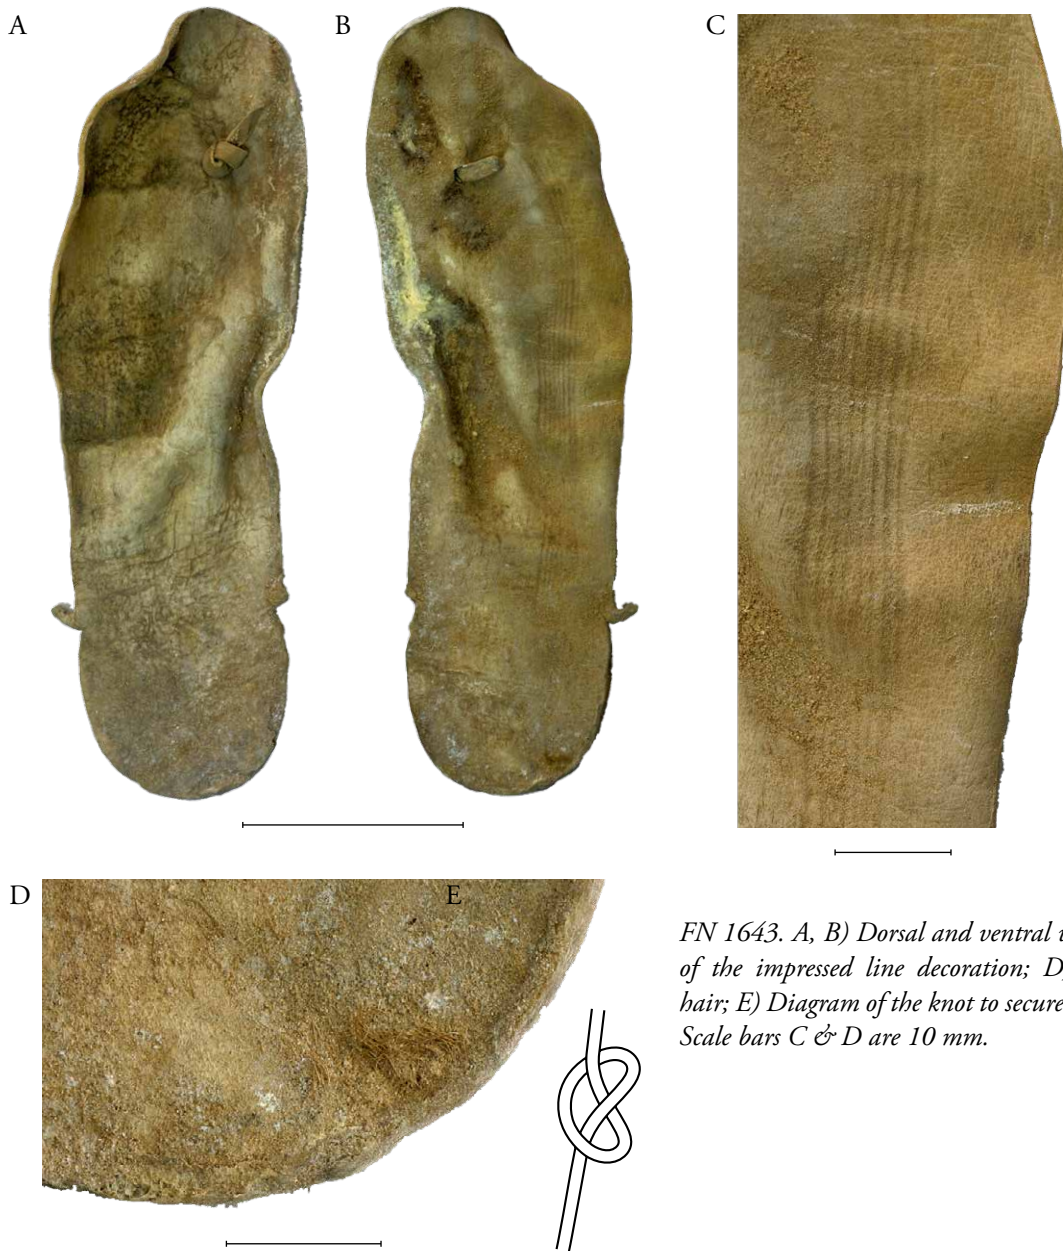 A
B
C
D
E
FN 1643. A, B) Dorsal and ventral
of the impressed line decoration;
hair; E) Diagram of the knot to secure
Scale bars C & D are 10 mm.